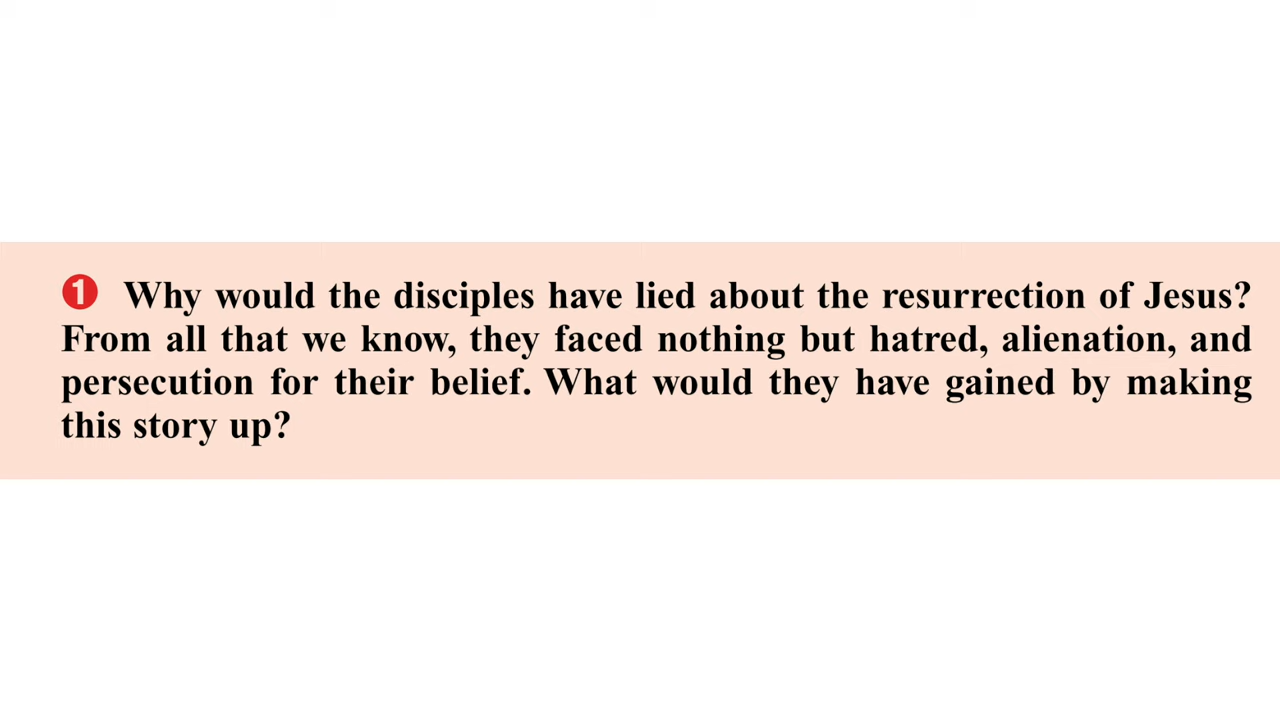 ❶ Why would the disciples have lied about the resurrection of Jesus?
From all that we know, they faced nothing but hatred, alienation, and
persecution for their belief. What would they have gained by making
this story up?